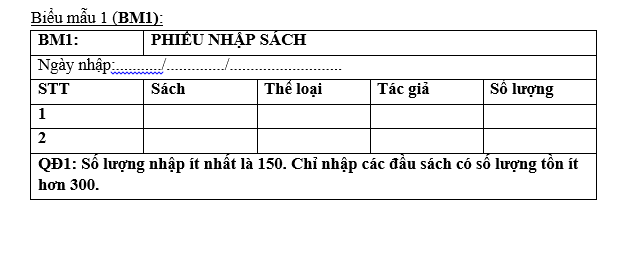 Biểu mẫu 1 (BM1):
BM1: PHIẾU NHẬP SÁCH
Ngày nhập:............/.............../.............................
STT Sách Thể loại Tác giả Số lượng
1
2
QĐ1: Số lượng nhập ít nhất là 150. Chỉ nhập các đầu sách có số lượng tồn ít
hơn 300.